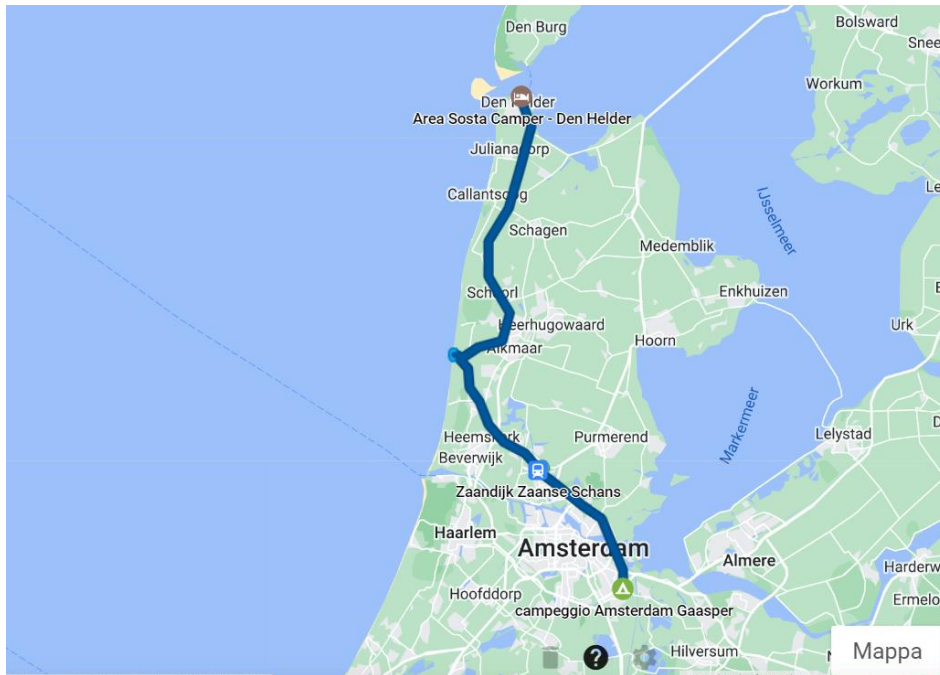 Den Burg
Bolsward
Snee
Workum
Den Helder
Area Sosta Camper - Den Helder
Julianadorp
Callantsoog
Schagen
Medemblik
IJsselmeer
Enkhuizen
Schoorl
Heerhugowaard
Urk
Hoorn
Alkmaar
Markermeer
Lelystad
Heemskerk
Purmerend
Beverwijk
Zaandijk Zaanse Schans
Haarlem
Amsterdam
Almere
Harderw
Hoofddorp
Ermelo
campeggio Amsterdam Gaasper
Hilversum
?
Mappa